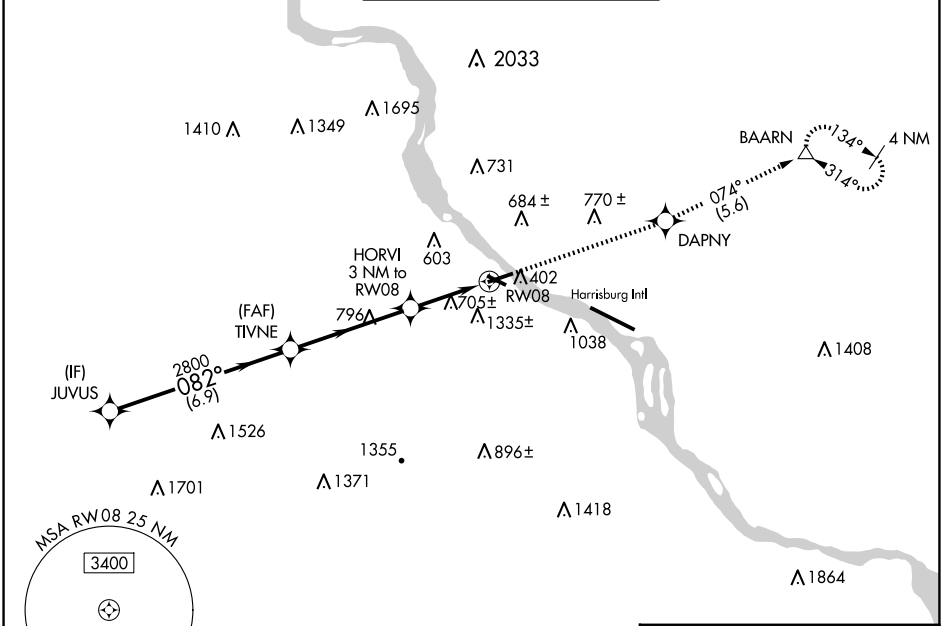 2033
1695
1410
1349
BAARN
134°
4 NM
731
314°
684 ±
770 ±
074°
(5.6)
DAPNY
603
HORVI
3 NM to
RW08
402
RW08
Harrisburg Intl
705±
796
1335±
1038
(FAF)
TIVNE
1408
2800
082°
(6.9)
(IF)
JUVUS
1526
1355
896±
1701
1371
1418
MSA RW08 25 NM
3400
1864